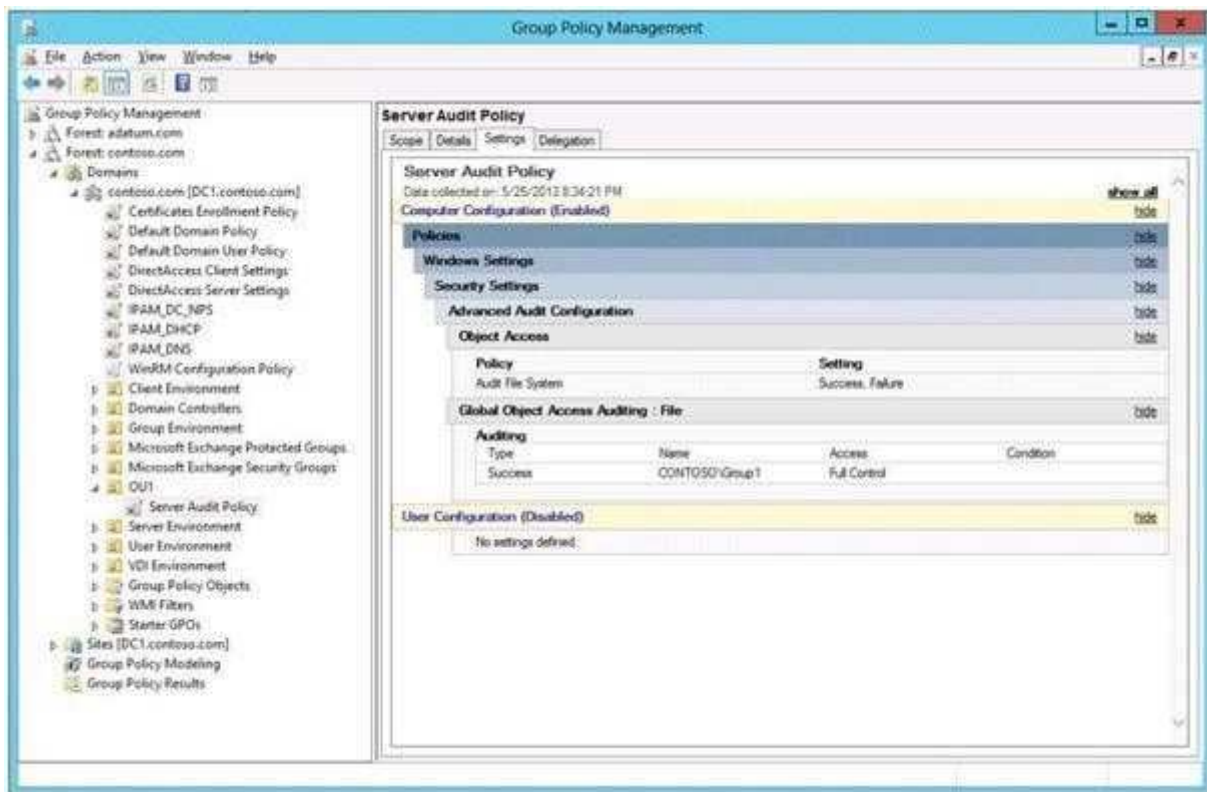 Group Policy Management
File Action View Window Help
Group Policy Management
Forest: adatum.com
Forest: contoso.com
Domains
contoso.com [DC1.contoso.com]
Certificates Enrollment Policy
Default Domain Policy
Default Domain User Policy
DirectAccess Client Settings
DirectAccess Server Settings
IPAM_DC_NPS
IPAM_DHCP
IPAM_DNS
WinRM Configuration Policy
Client Environment
Domain Controllers
Group Environment
Microsoft Exchange Protected Groups
Microsoft Exchange Security Groups
OU1
Server Audit Policy
Server Environment
User Environment
VDI Environment
Group Policy Objects
WMI Filters
Starter GPOs
Sites [DC1.contoso.com]
Group Policy Modeling
Group Policy Results
Server Audit Policy
Scope Details Settings Delegation
Server Audit Policy
Data collected on: 5/25/2013 8:34:21 PM show all
Computer Configuration (Enabled) hide
Policies hide
Windows Settings hide
Security Settings hide
Advanced Audit Configuration hide
Object Access hide
Policy Setting
Audit File System Success, Failure
Global Object Access Auditing : File hide
Auditing
Type Name Access Condition
Success CONTOSO\Group1 Full Control
User Configuration (Disabled) hide
No settings defined.